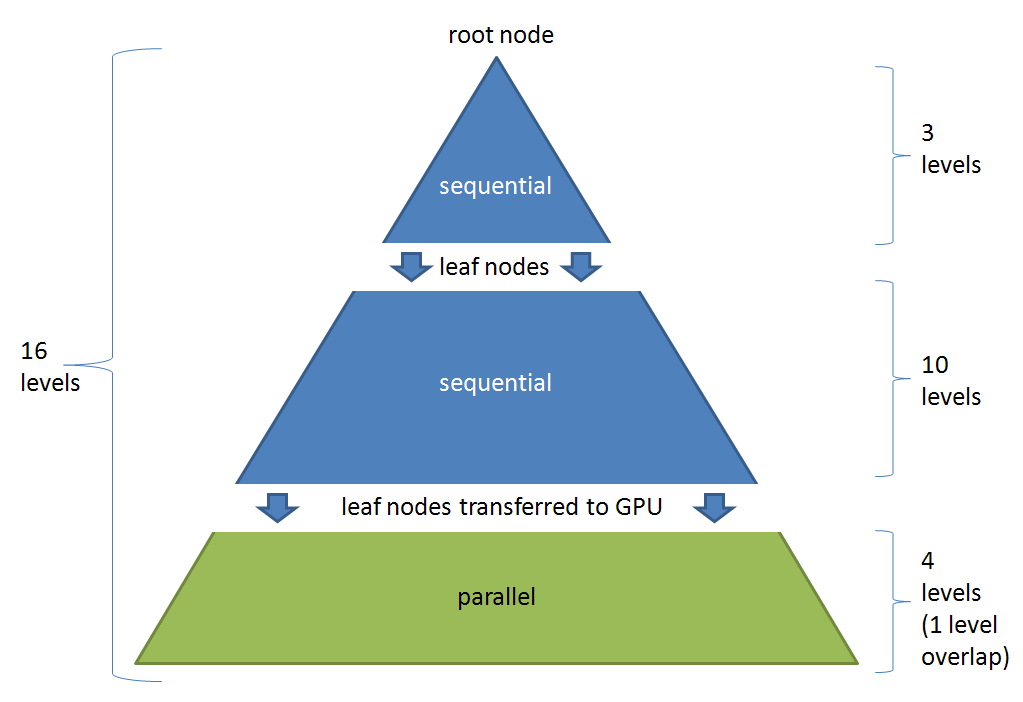 root node
3
levels
sequential
leaf nodes
16
levels
10
levels
sequential
leaf nodes transferred to GPU
4
levels
(1 level
overlap)
parallel